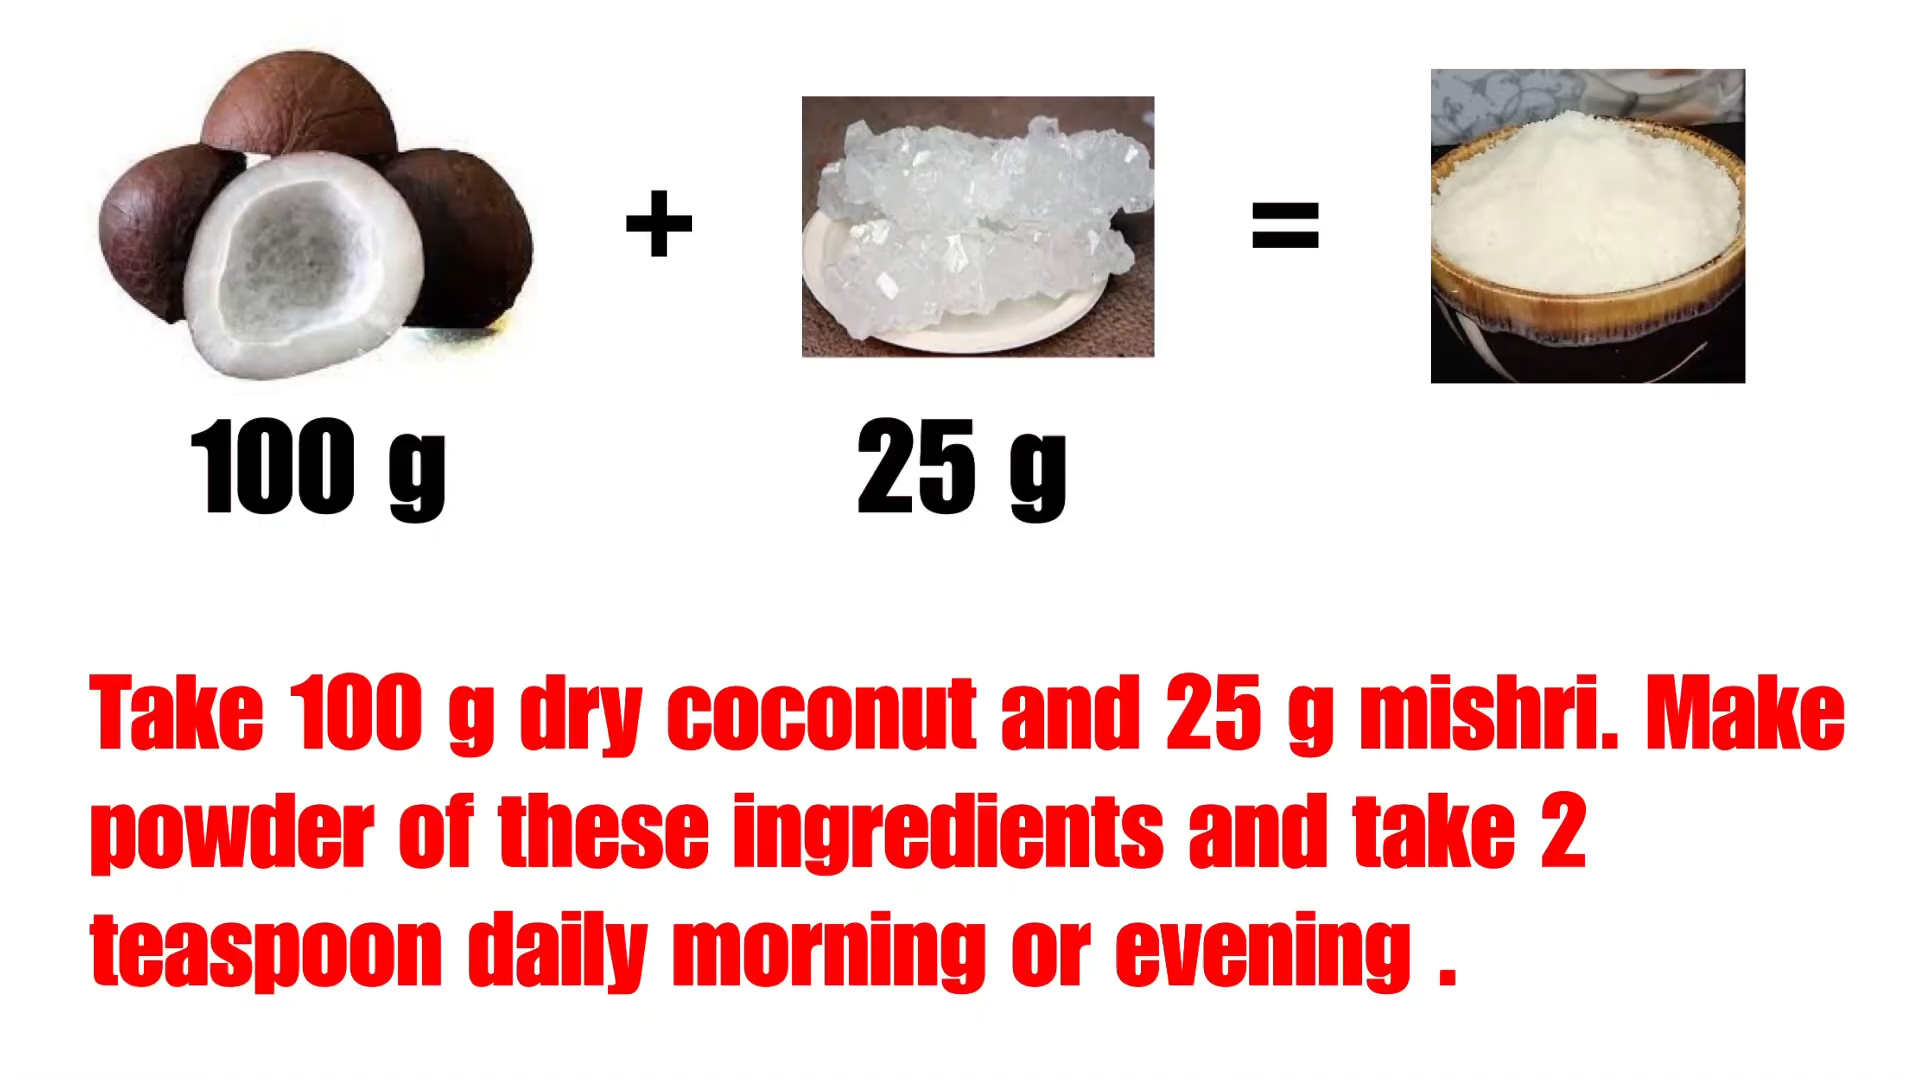 + =
100 g 25 g
Take 100 g dry coconut and 25 g mishri. Make
powder of these ingredients and take 2
teaspoon daily morning or evening .